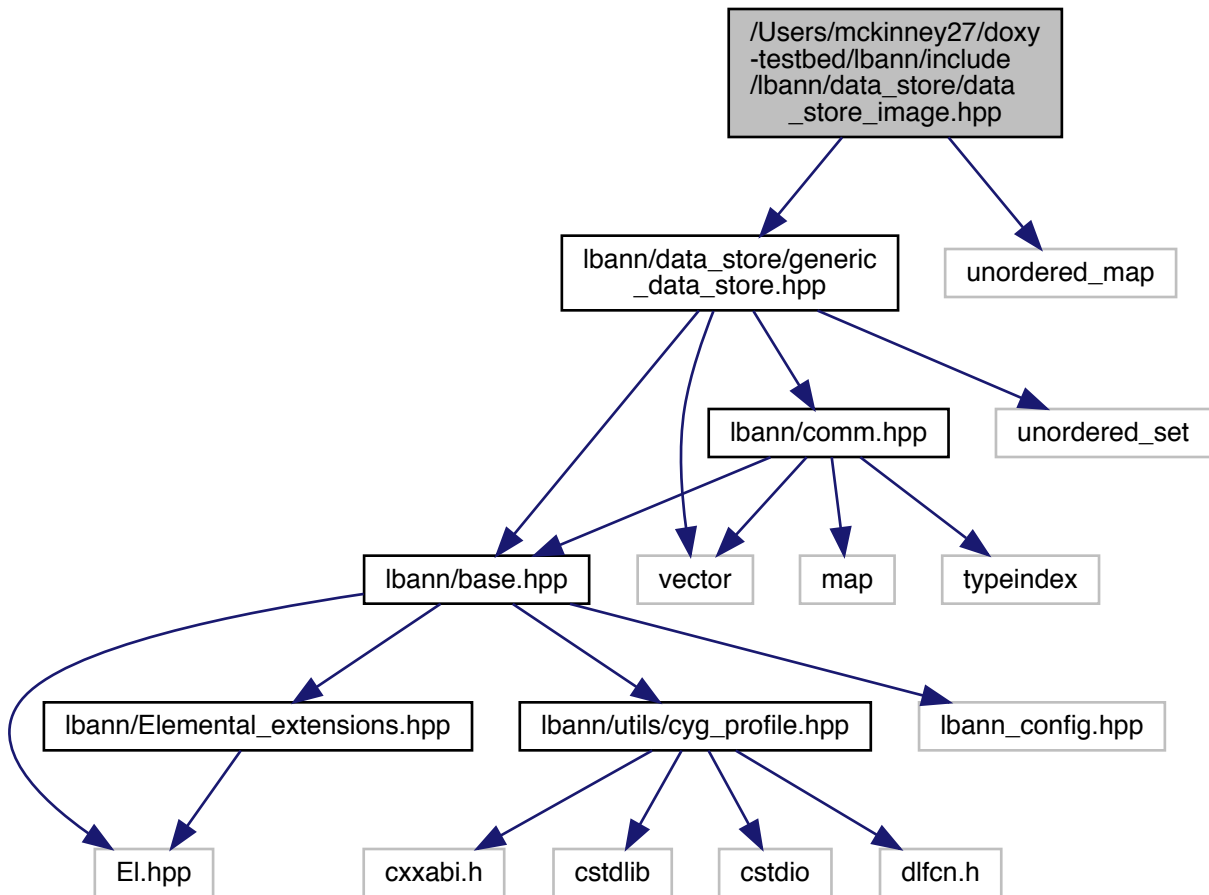 /Users/mckinney27/doxy
-testbed/lbann/include
/lbann/data_store/data
_store_image.hpp
lbann/data_store/generic
_data_store.hpp
unordered_map
lbann/comm.hpp
unordered_set
lbann/base.hpp
vector
map
typeindex
lbann/Elemental_extensions.hpp
lbann/utils/cyg_profile.hpp
lbann_config.hpp
El.hpp
cxxabi.h
cstdlib
cstdio
dlfcn.h